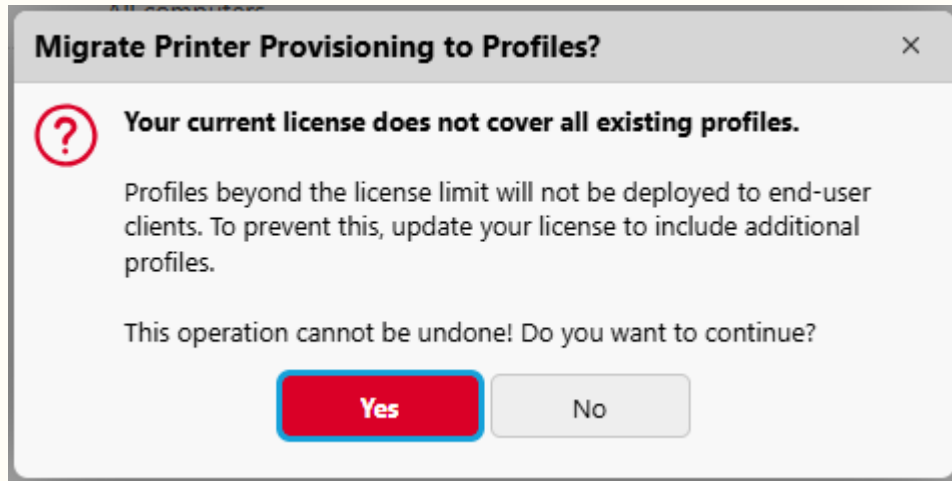 All computers
Migrate Printer Provisioning to Profiles?
Your current license does not cover all existing profiles.
Profiles beyond the license limit will not be deployed to end-user
clients. To prevent this, update your license to include additional
profiles.
This operation cannot be undone! Do you want to continue?
Yes
No